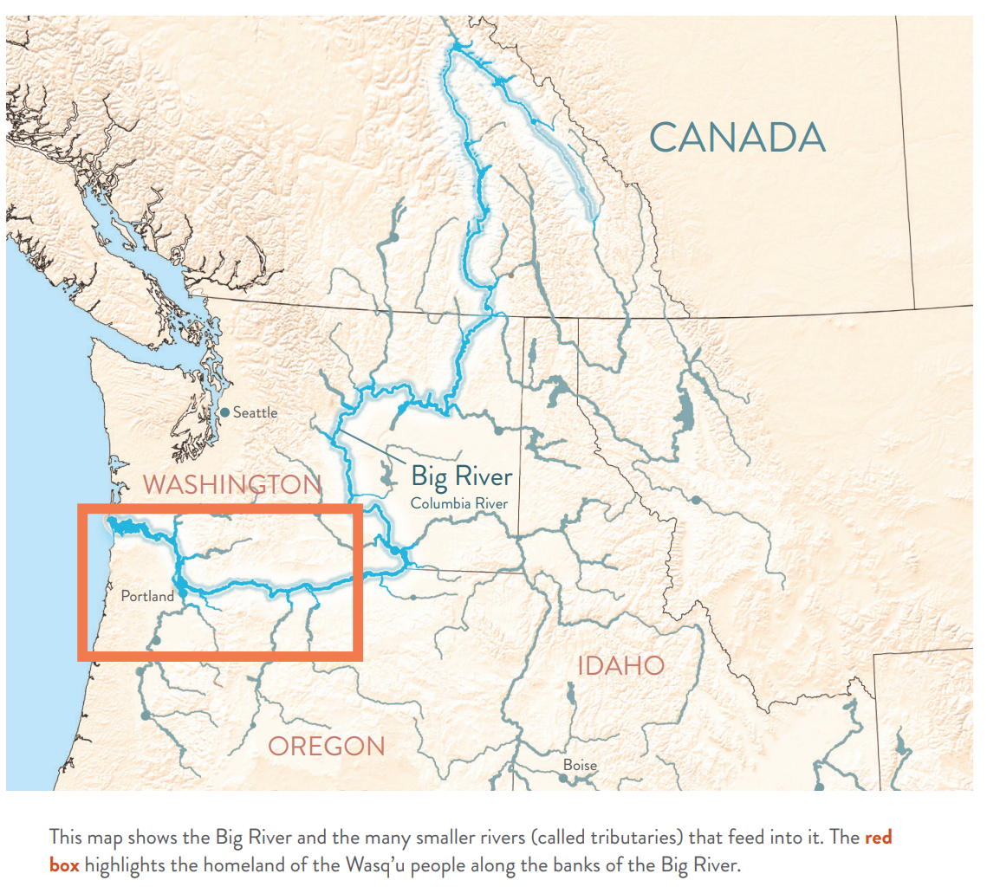 CANADA
Seattle
WASHINGTON
Big River
Columbia River
Portland
IDAHO
OREGON
Boise
This map shows the Big River and the many smaller rivers (called tributaries) that feed into it. The red
box highlights the homeland of the Wasq'u people along the banks of the Big River.